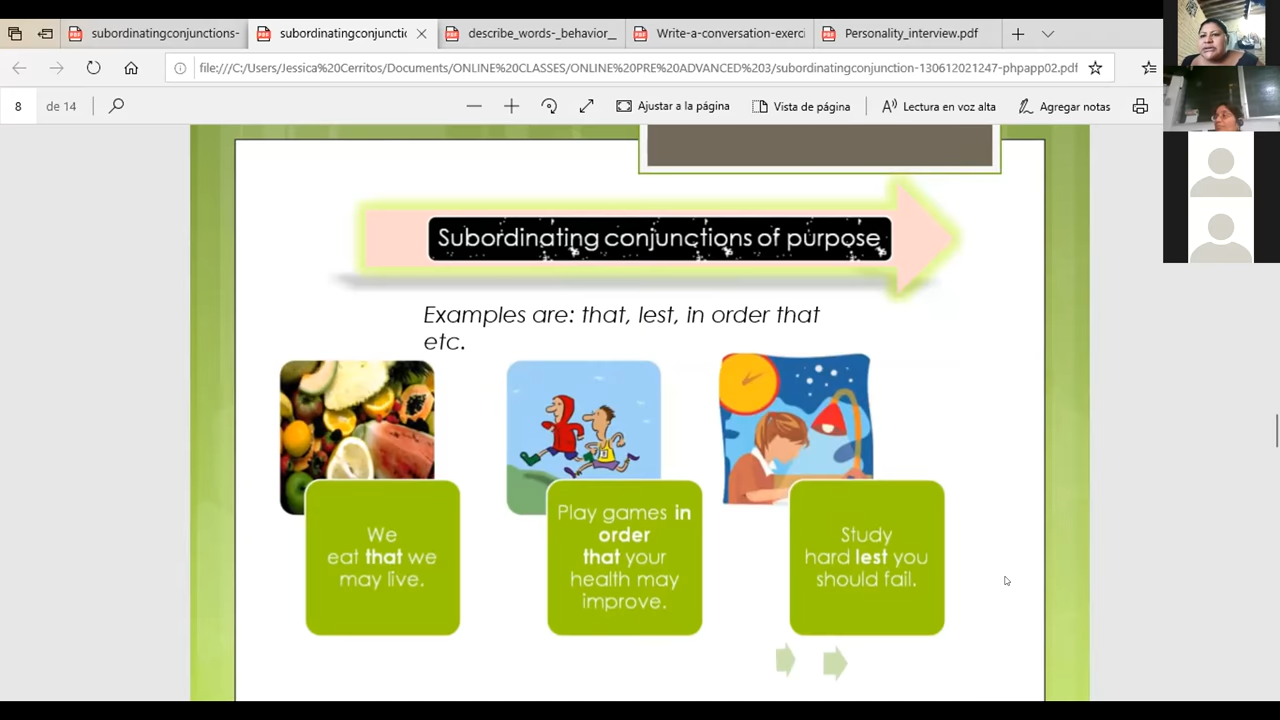 subordinatingconjunctions-
subordinatingconjuncti
describe_words-_behavior_
Write-a-conversation-exerc
Personality_interview.pdf
file:///C:/Users/Jessica%20Cerritos/Documents/ONLINE%20CLASSES/ONLINE%20PRE%20ADVANCED%203/subordinatingconjunction-130612021247-phpapp02.pdf
8 de 14
Ajustar a la página
Vista de página
Lectura en voz alta
Agregar notas
Subordinating conjunctions of purpose
Examples are: that, lest, in order that
etc.
We
eat that we
may live.
Play games in
order
that your
health may
improve.
Study
hard lest you
should fail.